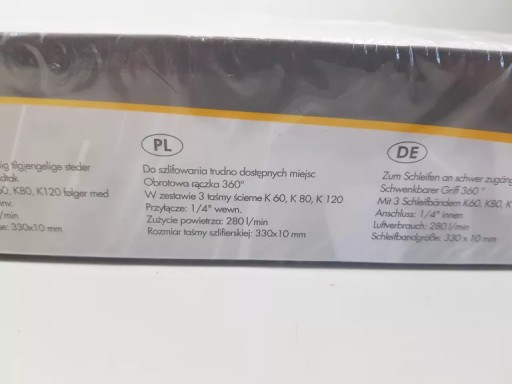 PL
Do szlifowania trudno dostępnych miejsc
Obrotowa rączka 360°
W zestawie 3 taśmy ścierne K 60, K 80, K 120
Przyłącze: 1/4" wewn.
Zużycie powietrza: 280 l/min
Rozmiar taśmy szlifierskiej: 330x10 mm
DE
Zum Schleifen an schwer zugäng
Schwenkbarer Griff 360 °
Mit 3 Schleifbändern K60, K80, K
Anschluss: 1/4" innen
Luftverbrauch: 280 l/min
Schleifbandgröße: 330 x 10 mm
tilgjengelige steder
K80, K120 følger med
/min
330x10 mm